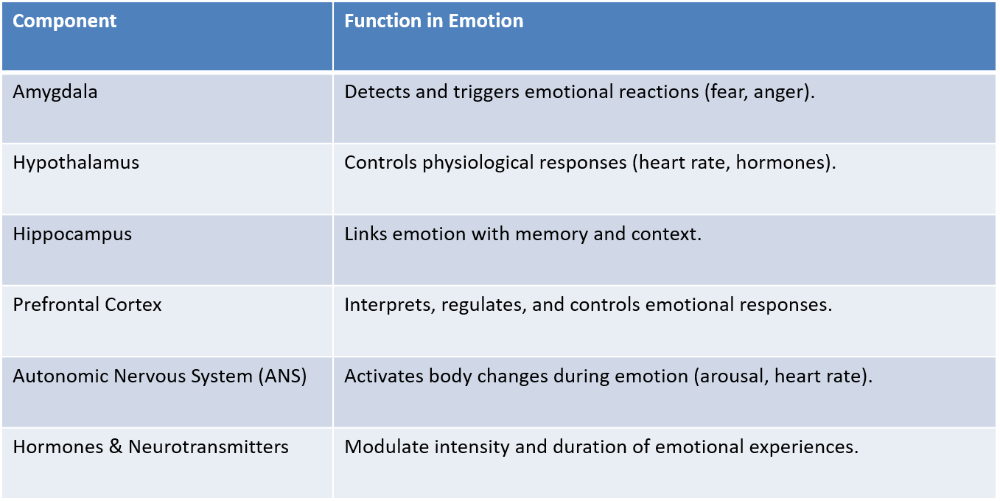 Component
Function in Emotion
Amygdala
Detects and triggers emotional reactions (fear, anger).
Hypothalamus
Controls physiological responses (heart rate, hormones).
Hippocampus
Links emotion with memory and context.
Prefrontal Cortex
Interprets, regulates, and controls emotional responses.
Autonomic Nervous System (ANS)
Activates body changes during emotion (arousal, heart rate).
Hormones & Neurotransmitters
Modulate intensity and duration of emotional experiences.